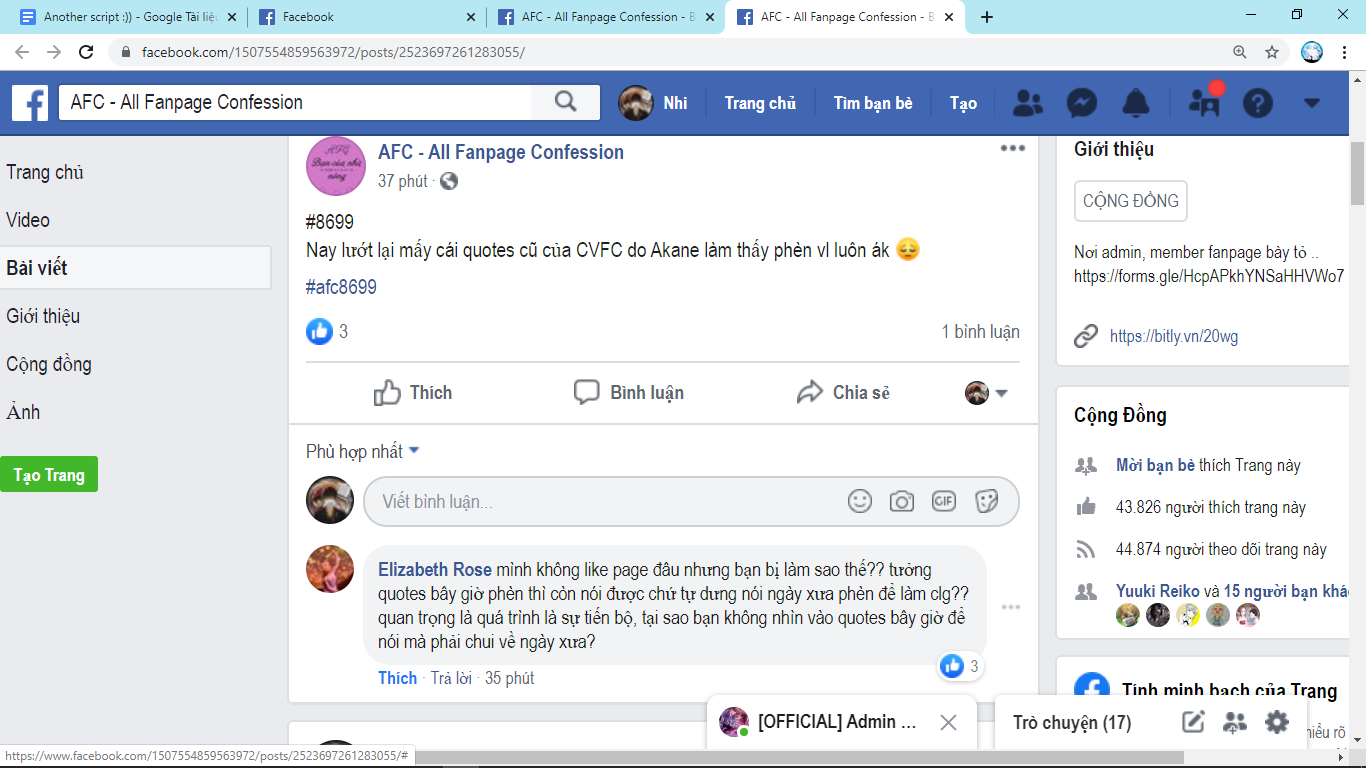 Another script :)) - Google Tài liệu
Facebook
AFC - All Fanpage Confession - B
AFC - All Fanpage Confession - B
facebook.com/1507554859563972/posts/2523697261283055/
AFC - All Fanpage Confession
Nhi
Trang chủ
Tìm bạn bè
Tạo
Trang chủ
Video
Bài viết
Giới thiệu
Cộng đồng
Ảnh
Tạo Trang
AFC - All Fanpage Confession
37 phút ·
#8699
Nay lướt lại mấy cái quotes cũ của CVFC do Akane làm thấy phèn vl luôn ák 😔
#afc8699
3
1 bình luận
Thích
Bình luận
Chia sẻ
Phù hợp nhất
Viết bình luận...
GIF
Elizabeth Rose mình không like page đâu nhưng bạn bị làm sao thế?? tưởng
quotes bây giờ phèn thì còn nói được chứ tự dưng nói ngày xưa phèn để làm clg??
quan trọng là quá trình là sự tiến bộ, tại sao bạn không nhìn vào quotes bây giờ để
nói mà phải chui về ngày xưa?
3
Thích · Trả lời · 35 phút
Giới thiệu
CỘNG ĐỒNG
Nơi admin, member fanpage bày tỏ ..
https://forms.gle/HcpAPkhYNSaHHVWo7
https://bitly.vn/20wg
Cộng Đồng
Mời bạn bè thích Trang này
43.826 người thích trang này
44.874 người theo dõi trang này
Yuuki Reiko và 15 người bạn khá
Tính minh bạch của Trang
hiểu rõ
[OFFICIAL] Admin ...
Trò chuyện (17)
https://www.facebook.com/1507554859563972/posts/2523697261283055/#